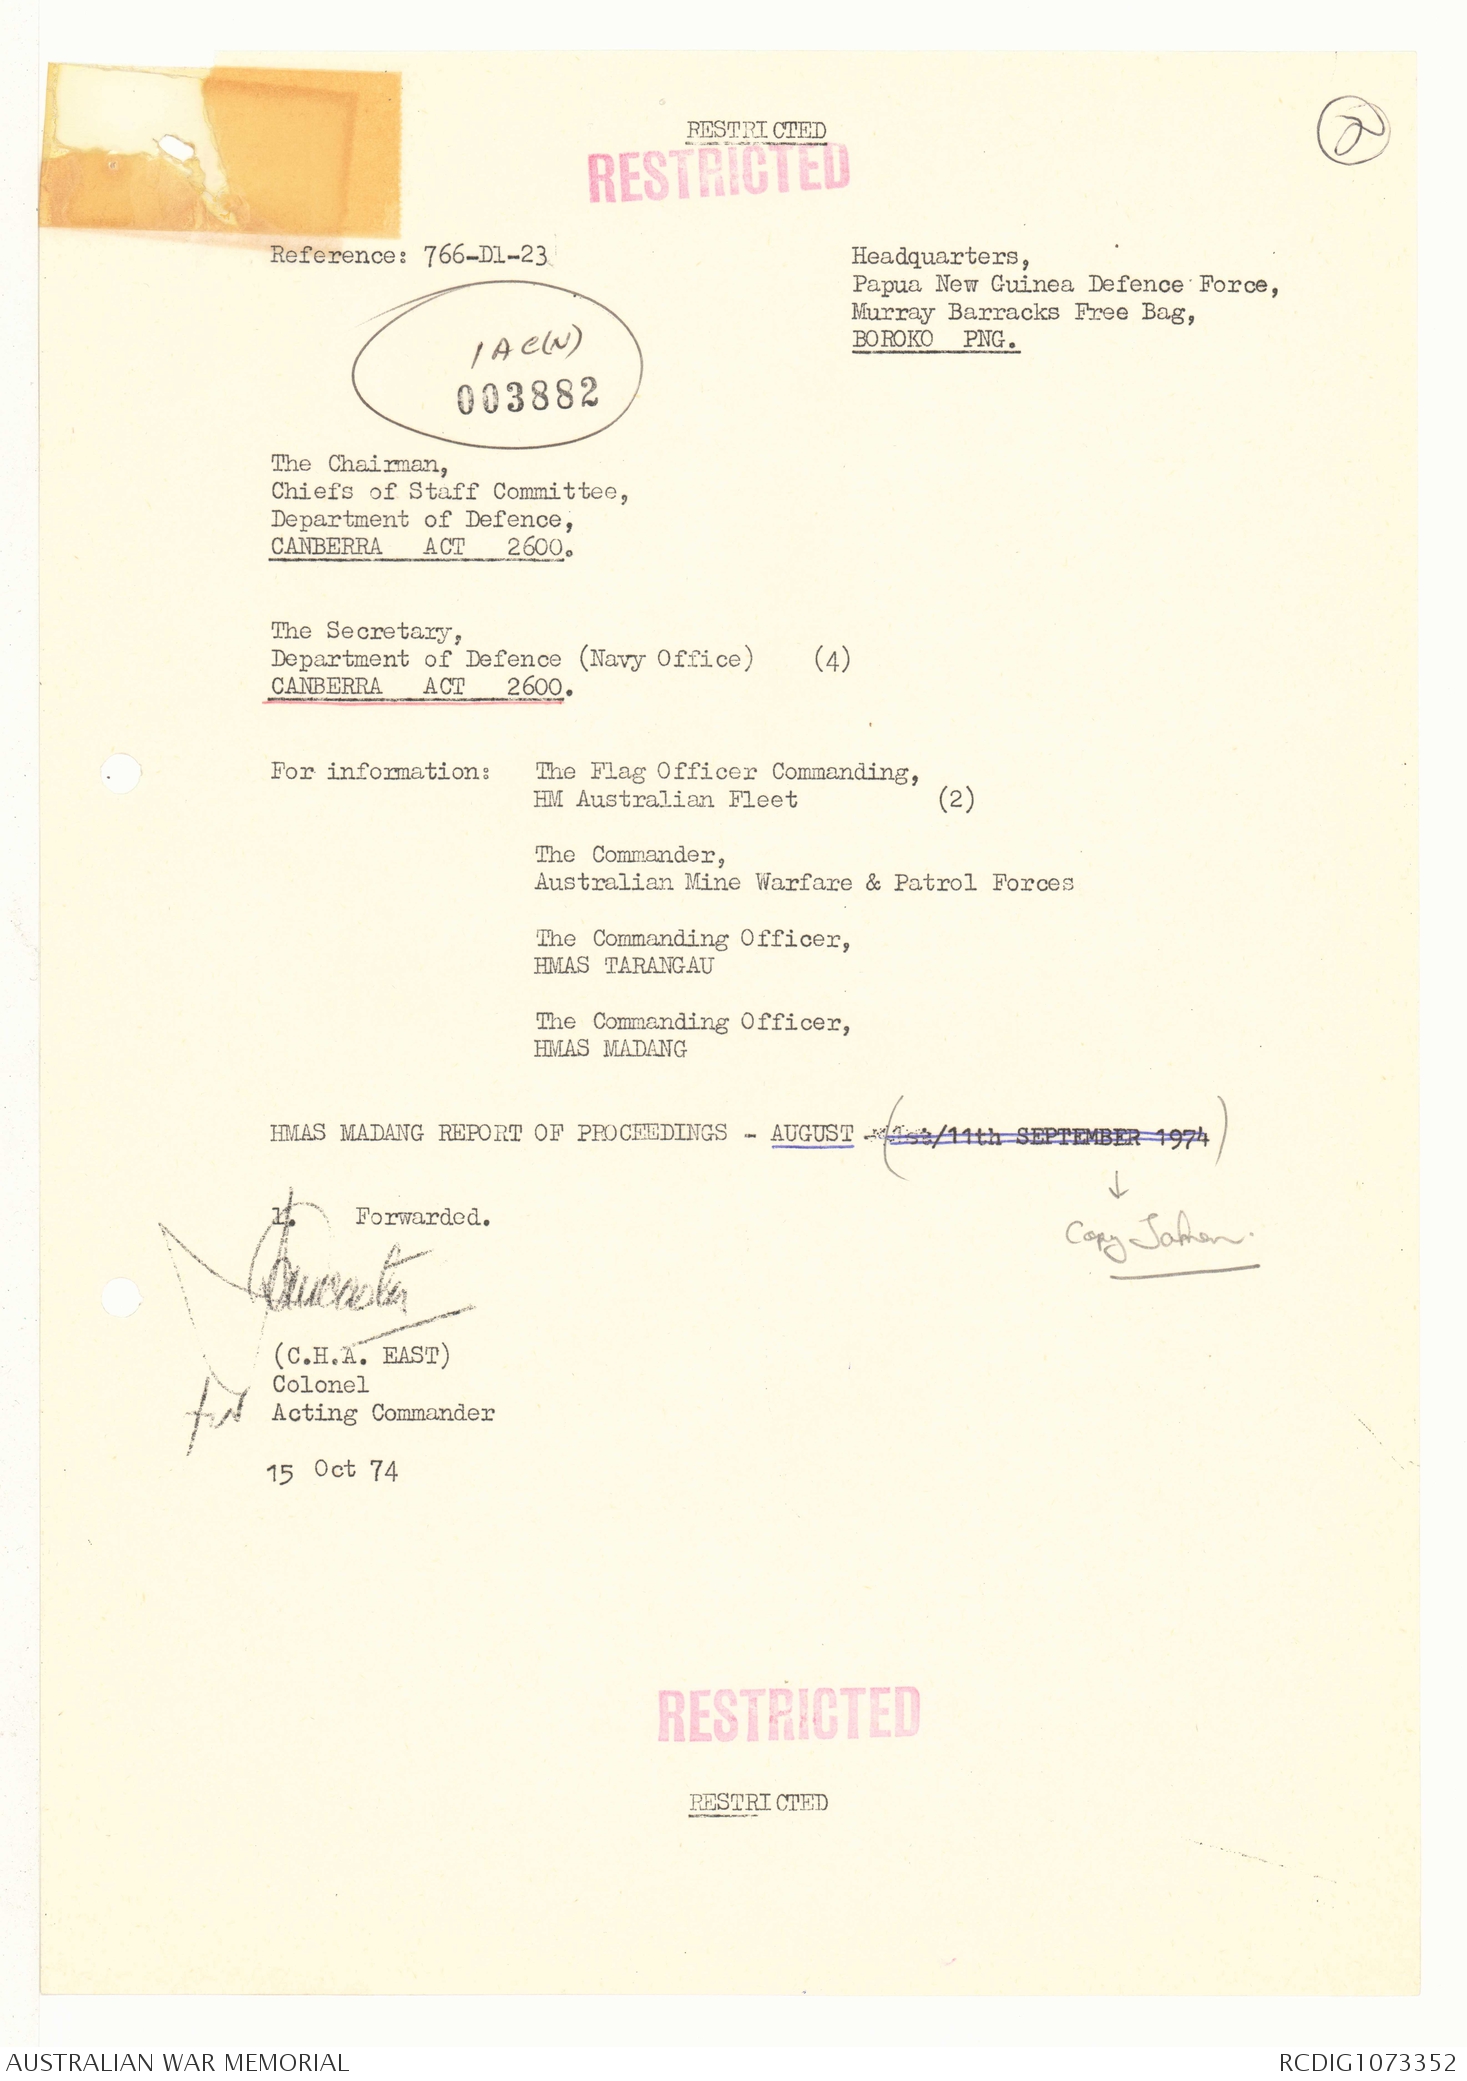 RESTRICTED
RESTRICTED
Reference: 766-D1-23
Headquarters,
Papua New Guinea Defence Force,
Murray Barracks Free Bag,
BOROKO PNG.
1AC(N)
003882
The Chairman,
Chiefs of Staff Committee,
Department of Defence,
CANBERRA ACT 2600.
The Secretary,
Department of Defence (Navy Office) (4)
CANBERRA ACT 2600.
For information: The Flag Officer Commanding,
HM Australian Fleet (2)
The Commander,
Australian Mine Warfare & Patrol Forces
The Commanding Officer,
HMAS TARANGAU
The Commanding Officer,
HMAS MADANG
HMAS MADANG REPORT OF PROCEEDINGS - AUGUST - (1st/11th SEPTEMBER 1974)
Copy Taken.
1. Forwarded.
(C.H.A. EAST)
Colonel
for Acting Commander
15 Oct 74
RESTRICTED
RESTRICTED
AUSTRALIAN WAR MEMORIAL
RCDIG1073352